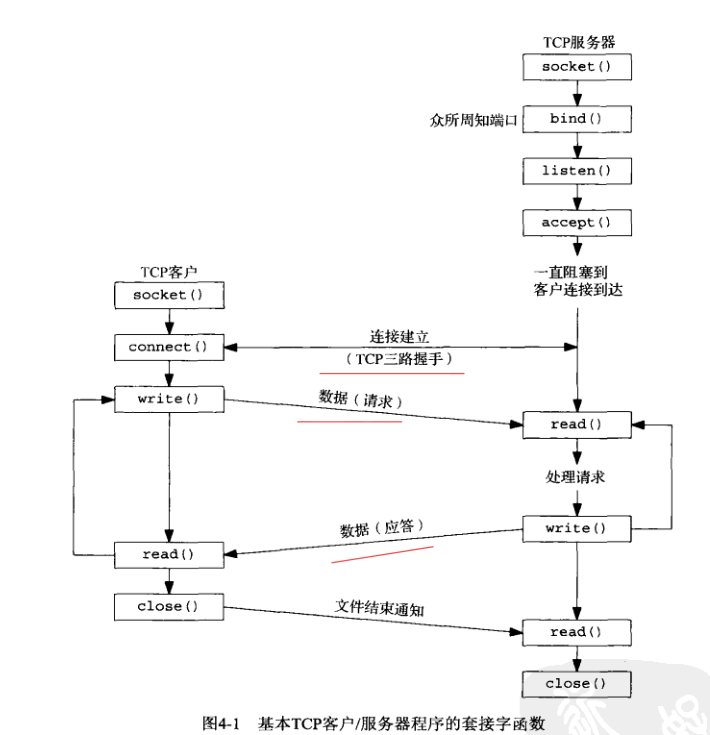 TCP服务器
socket()
众所周知端口
bind()
listen()
accept()
一直阻塞到
客户连接到达
TCP客户
socket()
connect()
连接建立
（TCP三路握手）
write()
数据（请求）
read()
处理请求
write()
数据（应答）
read()
close()
文件结束通知
read()
close()
图4-1 基本TCP客户/服务器程序的套接字函数